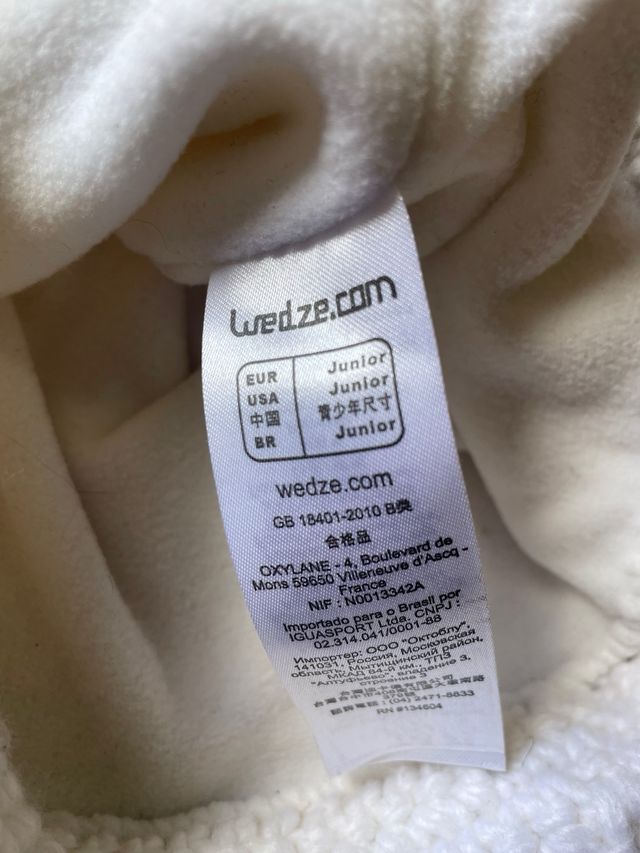 wedze.com
EUR Junior
USA Junior
中国 青少年尺寸
BR Junior
wedze.com
GB 18401-2010 B类
合格品
OXYLANE - 4, Boulevard de
Mons 59650 Villeneuve d'Ascq -
France
NIF : N0013342A
Importado para o Brasil por
IGUASPORT Ltda, CNPJ :
02.314.041/0001-88
Импортер: ООО "Октоблу",
141031, Россия, Московская
область, Мытищинский район,
МКАД 84-й км., ТПЗ
"Алтуфьево", владение 3,
строение 3
(04) 2471-8833
RN #134604